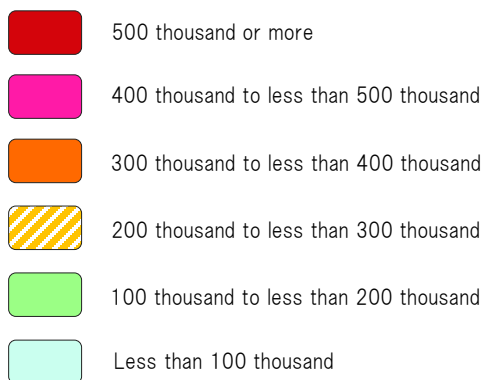 500 thousand or more
400 thousand to less than 500 thousand
300 thousand to less than 400 thousand
200 thousand to less than 300 thousand
100 thousand to less than 200 thousand
Less than 100 thousand